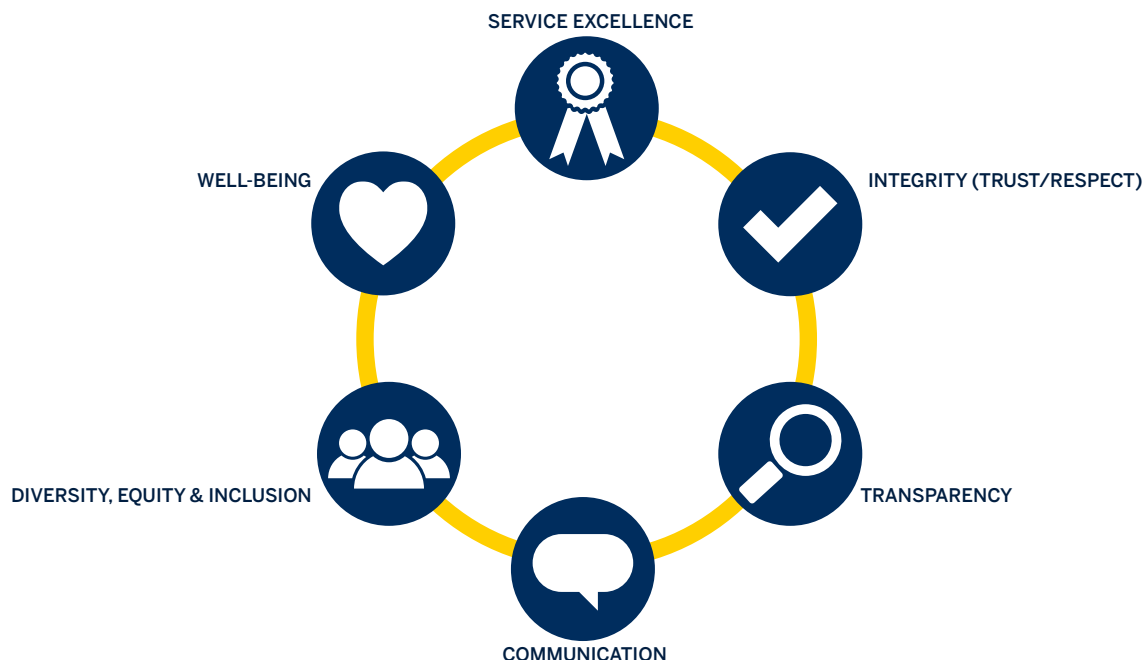 SERVICE EXCELLENCE
WELL-BEING
INTEGRITY (TRUST/RESPECT)
DIVERSITY, EQUITY & INCLUSION
TRANSPARENCY
COMMUNICATION